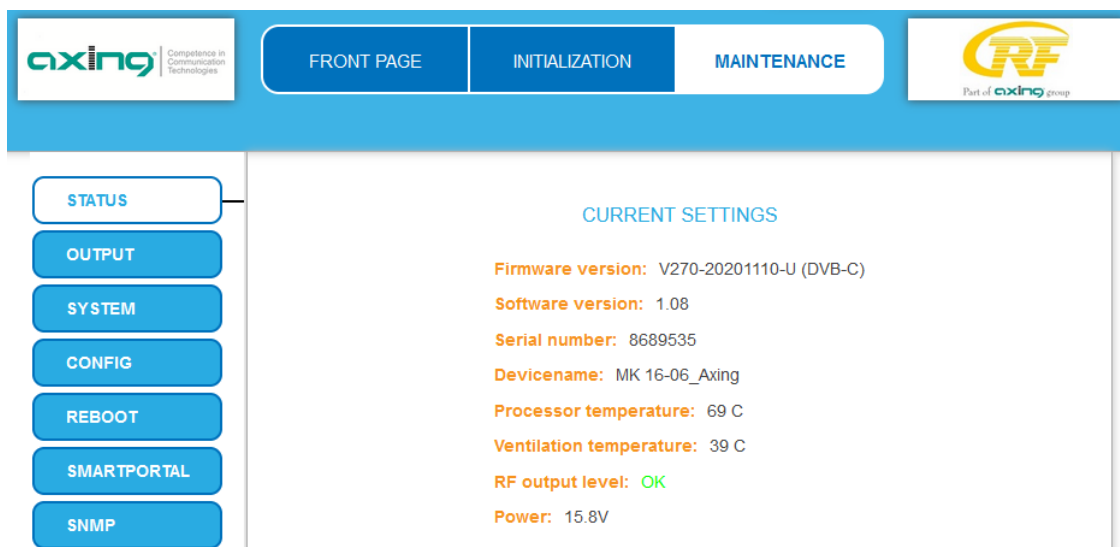 axing
Competence in
Communication
Technologies
FRONT PAGE
INITIALIZATION
MAINTENANCE
CRF
Part of axing group
STATUS
OUTPUT
SYSTEM
CONFIG
REBOOT
SMARTPORTAL
SNMP
CURRENT SETTINGS
Firmware version: V270-20201110-U (DVB-C)
Software version: 1.08
Serial number: 8689535
Devicename: MK 16-06_Axing
Processor temperature: 69 C
Ventilation temperature: 39 C
RF output level: OK
Power: 15.8V